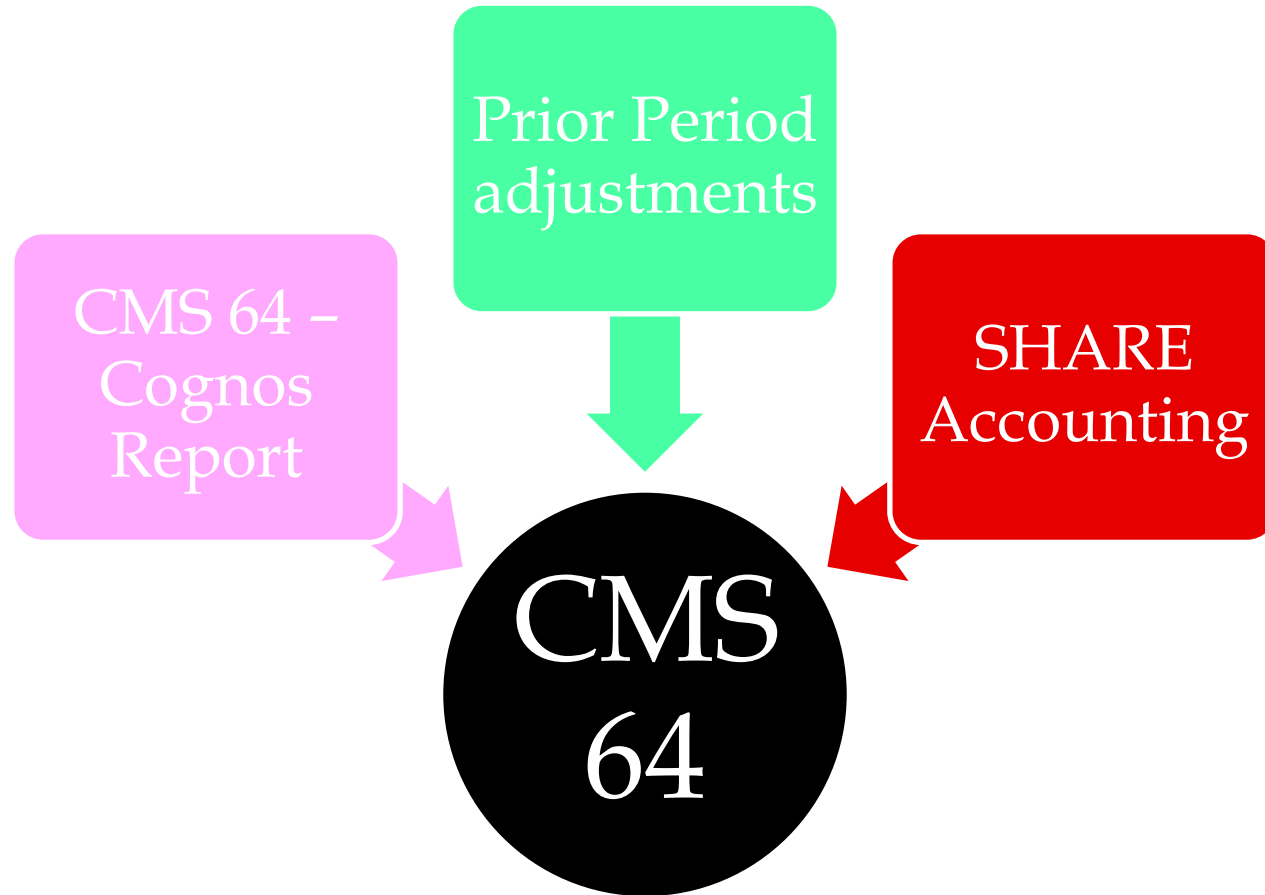 CMS 64 –
Cognos
Report
Prior Period
adjustments
SHARE
Accounting
CMS
64